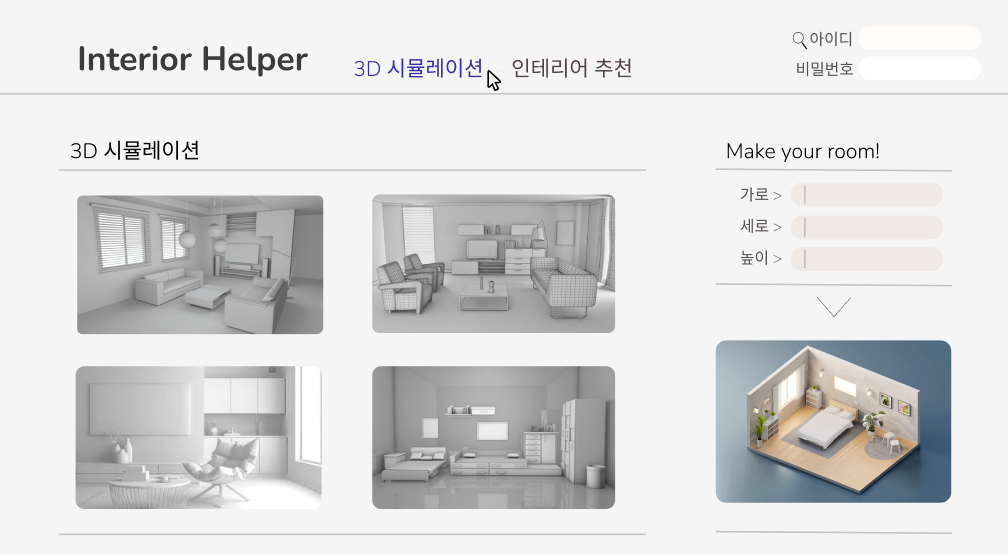 Interior Helper
3D 시뮬레이션
인테리어 추천
아이디
비밀번호
3D 시뮬레이션
Make your room!
가로 >
세로 >
높이 >